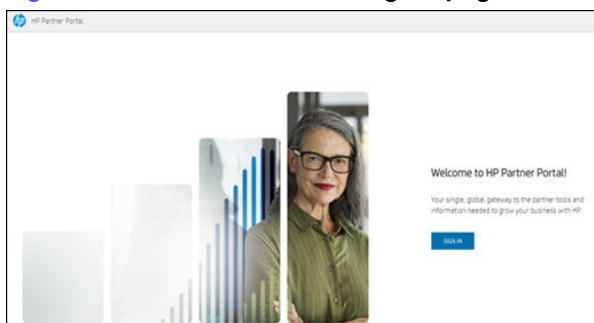 HP Partner Portal
Welcome to HP Partner Portal!
Your single, global gateway to the partner tools and
information needed to grow your business with HP.
SIGN IN